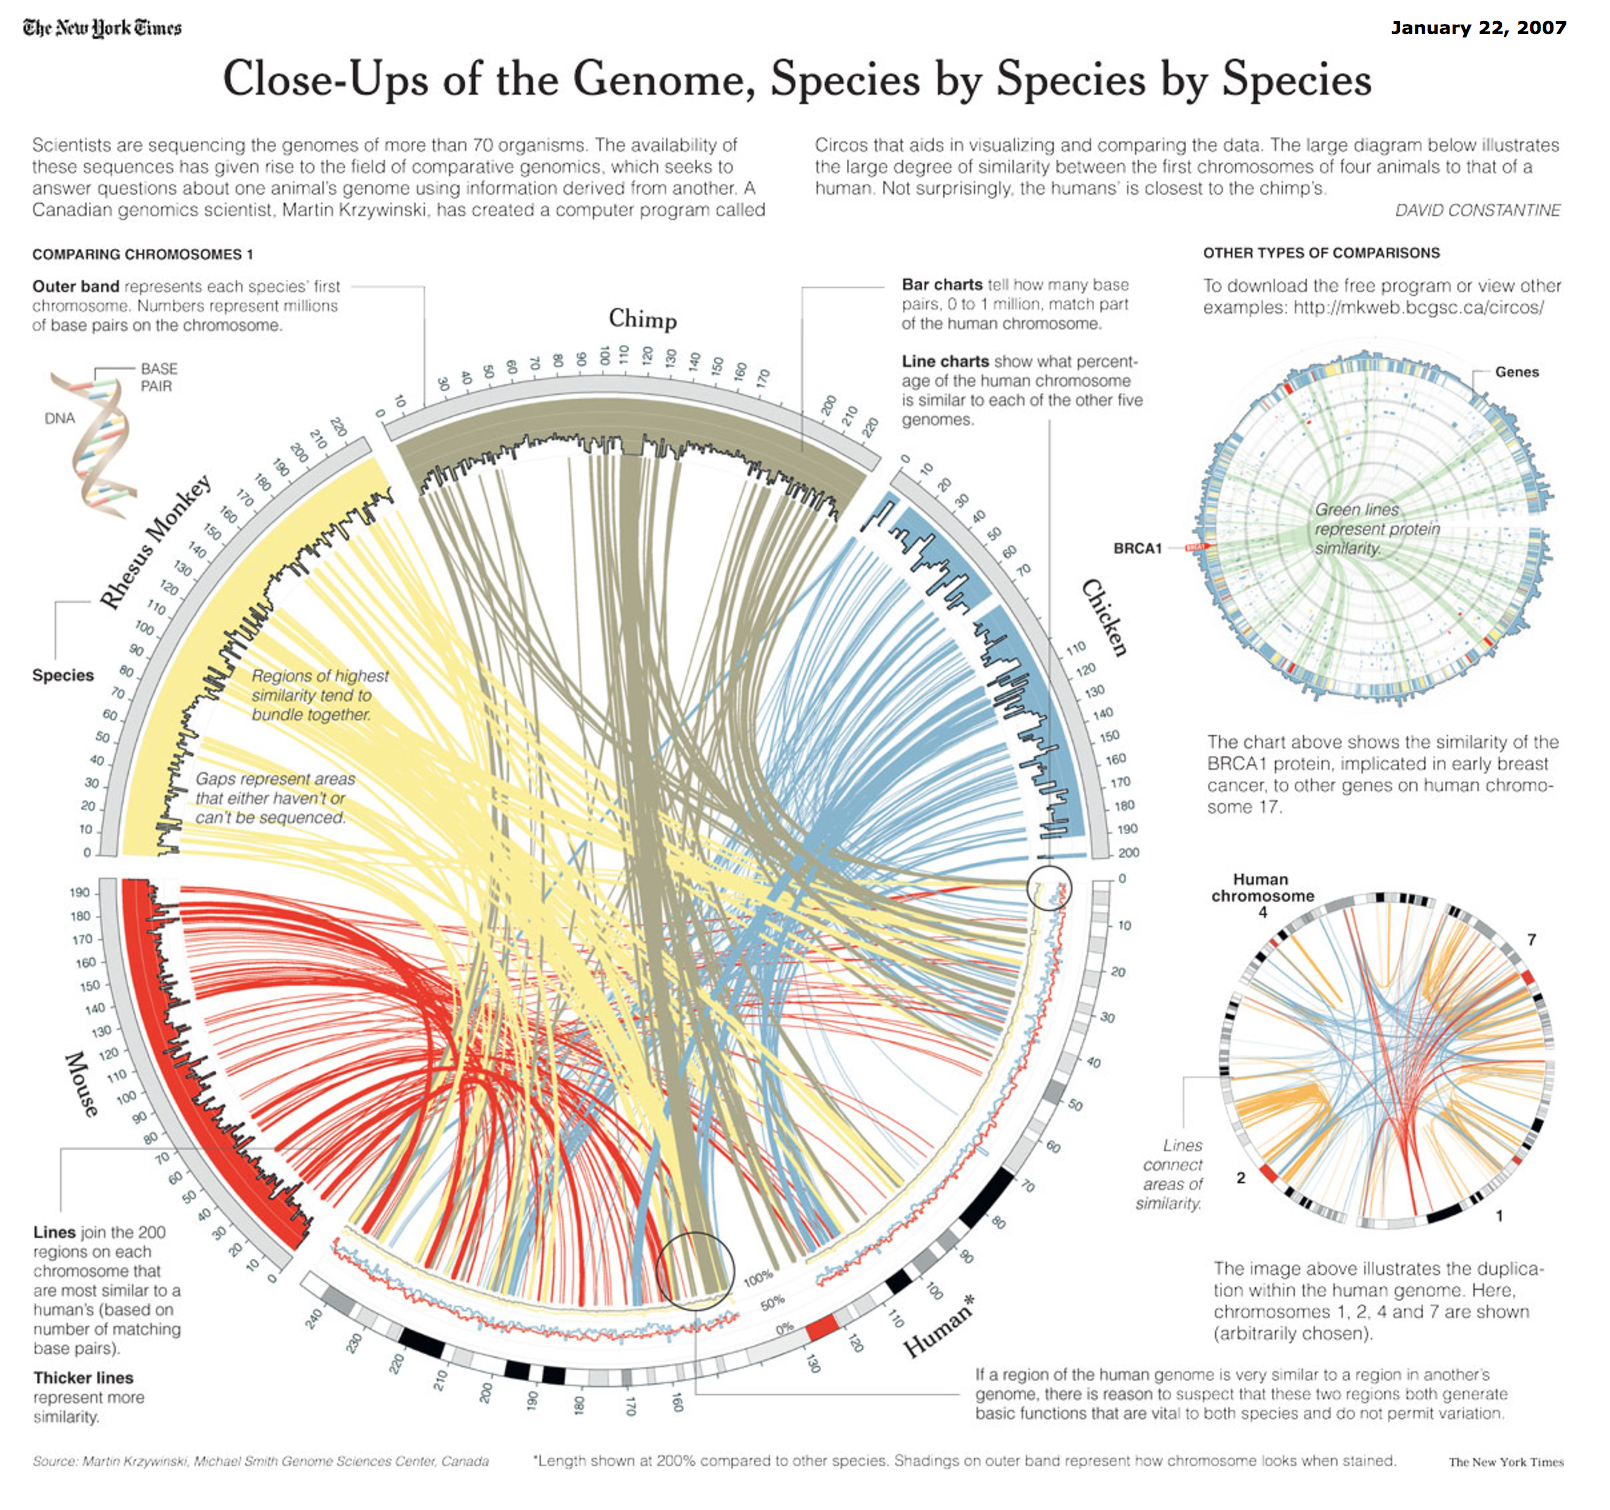 The New York Times
January 22, 2007
Close-Ups of the Genome, Species by Species by Species
Scientists are sequencing the genomes of more than 70 organisms. The availability of
these sequences has given rise to the field of comparative genomics, which seeks to
answer questions about one animal's genome using information derived from another. A
Canadian genomics scientist, Martin Krzywinski, has created a computer program called
Circos that aids in visualizing and comparing the data. The large diagram below illustrates
the large degree of similarity between the first chromosomes of four animals to that of a
human. Not surprisingly, the humans' is closest to the chimp's.
DAVID CONSTANTINE
COMPARING CHROMOSOMES 1
Outer band represents each species' first
chromosome. Numbers represent millions
of base pairs on the chromosome.
BASE
PAIR
DNA
Bar charts tell how many base
pairs, 0 to 1 million, match part
of the human chromosome.
Line charts show what percent-
age of the human chromosome
is similar to each of the other five
genomes.
Chimp
0 10 30 40 50 60 70 80 90 100 110 120 130 140 150 160 170 200 210 220
Rhesus Monkey
220 210 200 190 180 170 160 150 140 130 120 110 100 90 80 70 60 50 40 30 20 10 0
Species
Regions of highest
similarity tend to
bundle together.
Gaps represent areas
that either haven't or
can't be sequenced.
Chicken
0 10 20 30 40 50 60 70 110 120 130 140 150 160 170 180 190 200
Mouse
190 180 170 160 150 140 130 120 110 100 90 80 70 60 50 40 30 20 10 0
Human*
0 10 20 30 40 50 60 70 80 90 100 110 120 130 160 170 180 190 200 210 220 230 240
100%
50%
0%
Lines join the 200
regions on each
chromosome that
are most similar to a
human's (based on
number of matching
base pairs).
Thicker lines
represent more
similarity.
If a region of the human genome is very similar to a region in another's
genome, there is reason to suspect that these two regions both generate
basic functions that are vital to both species and do not permit variation.
OTHER TYPES OF COMPARISONS
To download the free program or view other
examples: http://mkweb.bcgsc.ca/circos/
Genes
Green lines
represent protein
similarity.
BRCA1
BRCA1
The chart above shows the similarity of the
BRCA1 protein, implicated in early breast
cancer, to other genes on human chromo-
some 17.
Human
chromosome
4
7
2
1
Lines
connect
areas of
similarity.
The image above illustrates the duplica-
tion within the human genome. Here,
chromosomes 1, 2, 4 and 7 are shown
(arbitrarily chosen).
Source: Martin Krzywinski, Michael Smith Genome Sciences Center, Canada
*Length shown at 200% compared to other species. Shadings on outer band represent how chromosome looks when stained.
The New York Times